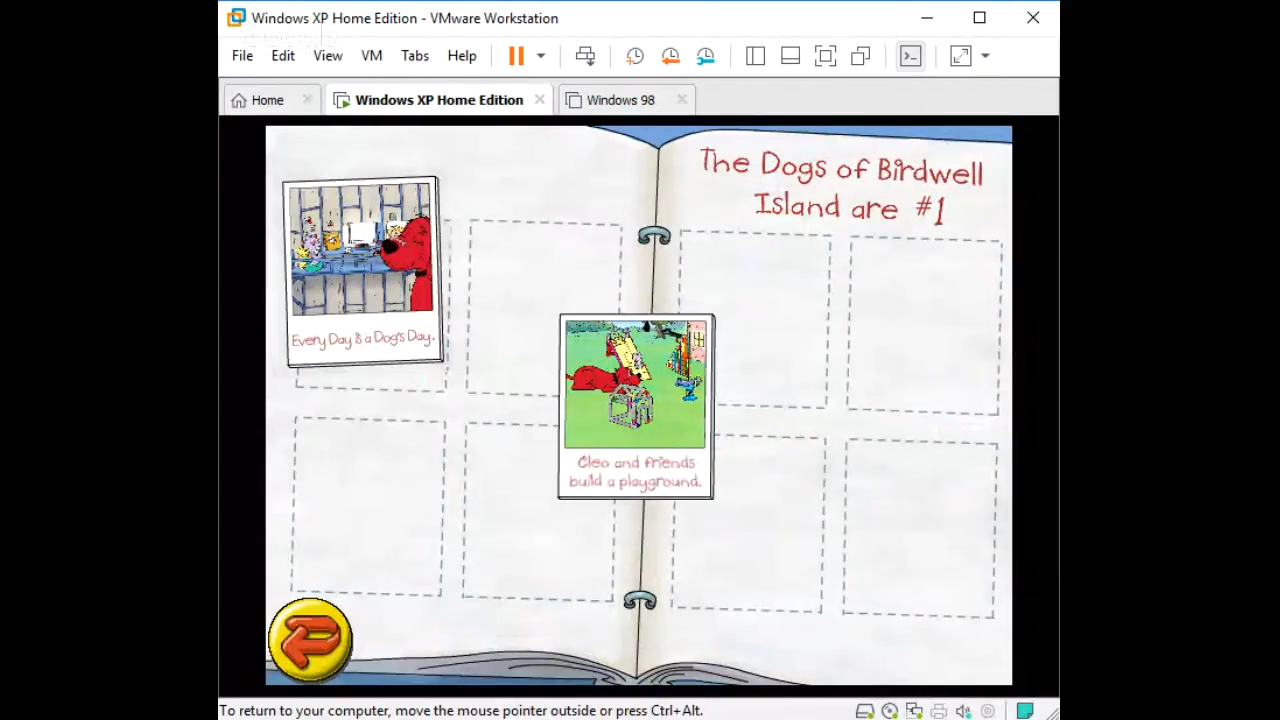 Windows XP Home Edition - VMware Workstation
File Edit View VM Tabs Help
Home Windows XP Home Edition Windows 98
The Dogs of Birdwell
Island are #1
Every Day is a Dog's Day.
Cleo and friends
build a playground.
To return to your computer, move the mouse pointer outside or press Ctrl+Alt.